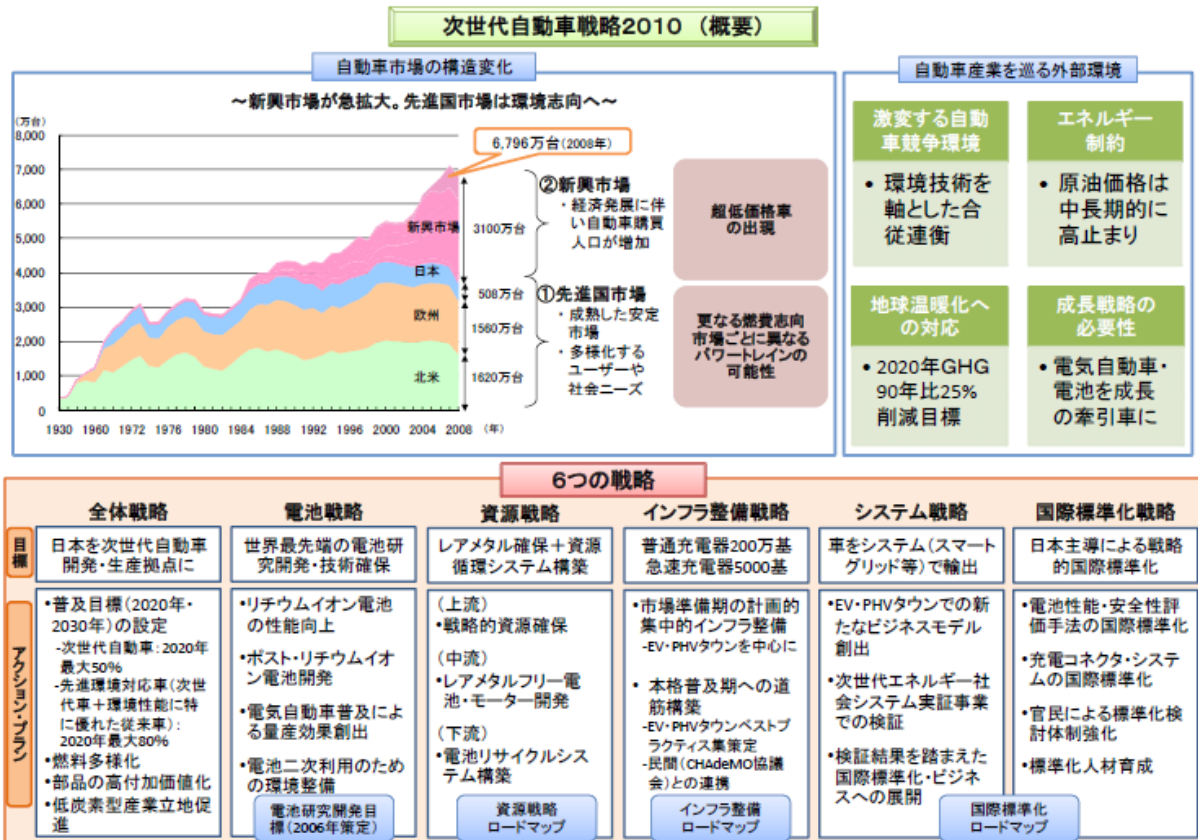 次世代自動車戦略2010 (概要)
自動車市場の構造変化
～新興市場が急拡大。先進国市場は環境志向へ～
(万台)
8,000
7,000
6,000
5,000
4,000
3,000
2,000
1,000
0
1930
1960
1972
1976
1980
1984
1988
1992
1996
2000
2004
2008
(年)
6,796万台(2008年)
新興市場
日本
欧州
北米
3100万台
508万台
1560万台
1620万台
②新興市場
・経済発展に伴
い自動車購買
人口が増加
①先進国市場
・成熟した安定
市場
・多様化する
ユーザーや
社会ニーズ
超低価格車
の出現
更なる燃費志向
市場ごとに異なる
パワートレインの
可能性
自動車産業を巡る外部環境
激変する自動
車競争環境
• 環境技術を
軸とした合
従連衡
エネルギー
制約
• 原油価格は
中長期的に
高止まり
地球温暖化へ
の対応
• 2020年GHG
90年比25%
削減目標
成長戦略の
必要性
• 電気自動車・
電池を成長
の牽引車に
6つの戦略
目標
アクション・プラン
全体戦略
日本を次世代自動車
開発・生産拠点に
•普及目標(2020年・
2030年)の設定
-次世代自動車:2020年
最大50%
-先進環境対応車(次世
代車+環境性能に特
に優れた従来車):
2020年最大80%
•燃料多様化
•部品の高付加価値化
•低炭素型産業立地促
進
電池戦略
世界最先端の電池研
究開発・技術確保
•リチウムイオン電池
の性能向上
•ポスト・リチウムイオ
ン電池開発
•電気自動車普及によ
る量産効果創出
•電池二次利用のため
の環境整備
電池研究開発目
標(2006年策定)
資源戦略
レアメタル確保+資源
循環システム構築
(上流)
•戦略的資源確保
(中流)
•レアメタルフリー電
池・モーター開発
(下流)
•電池リサイクルシス
テム構築
資源戦略
ロードマップ
インフラ整備戦略
普通充電器200万基
急速充電器5000基
•市場準備期の計画的
集中的インフラ整備
-EV・PHVタウンを中心に
• 本格普及期への道
筋構築
-EV・PHVタウンベストプ
ラクティス集策定
-民間(CHAdeMO協議
会)との連携
インフラ整備
ロードマップ
システム戦略
車をシステム(スマート
グリッド等)で輸出
•EV・PHVタウンでの新
たなビジネスモデル
創出
•次世代エネルギー社
会システム実証事業
での検証
•検証結果を踏まえた
国際標準化・ビジネ
スへの展開
国際標準化戦略
日本主導による戦略
的国際標準化
•電池性能・安全性評
価手法の国際標準化
•充電コネクタ・システ
ムの国際標準化
•官民による標準化検
討体制強化
•標準化人材育成
国際標準化
ロードマップ